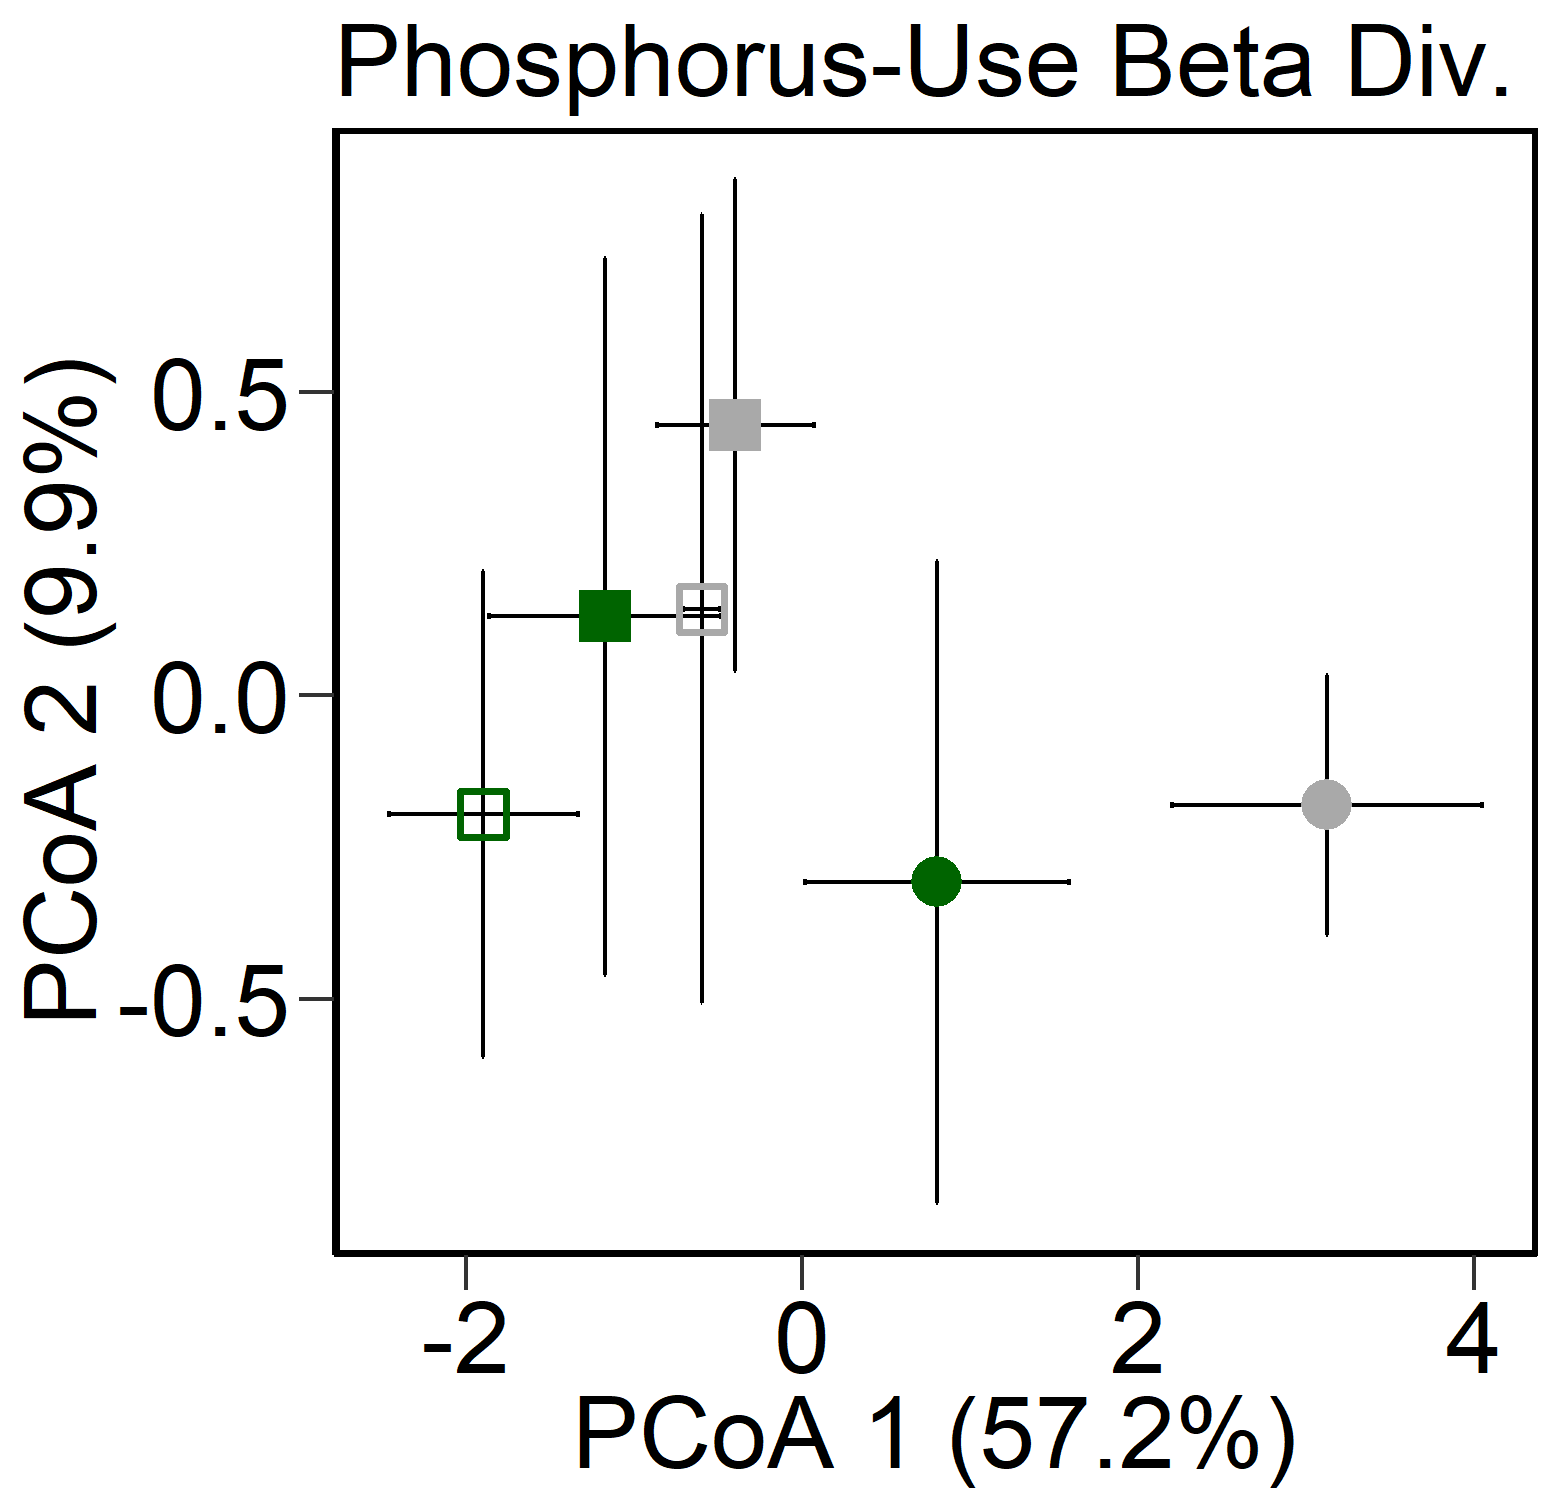 Phosphorus-Use Beta Div.
PCoA 2 (9.9%)
0.5
0.0
-0.5
-2 0 2 4
PCoA 1 (57.2%)